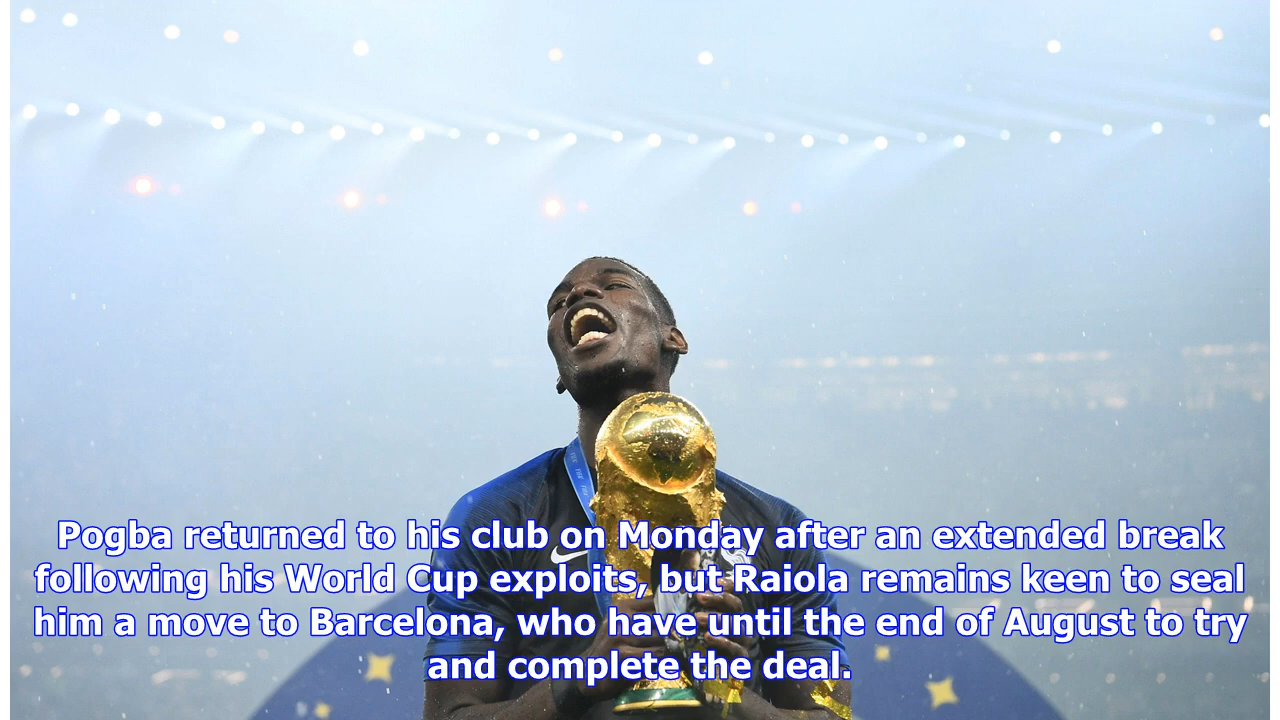 Pogba returned to his club on Monday after an extended break
following his World Cup exploits, but Raiola remains keen to seal
him a move to Barcelona, who have until the end of August to try
and complete the deal.